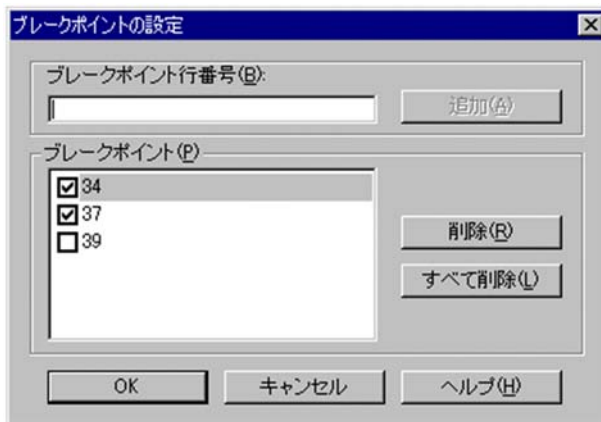 ブレークポイントの設定
ブレークポイント行番号(B):
追加(A)
ブレークポイント(P)
34
37
39
削除(R)
すべて削除(L)
OK
キャンセル
ヘルプ(H)